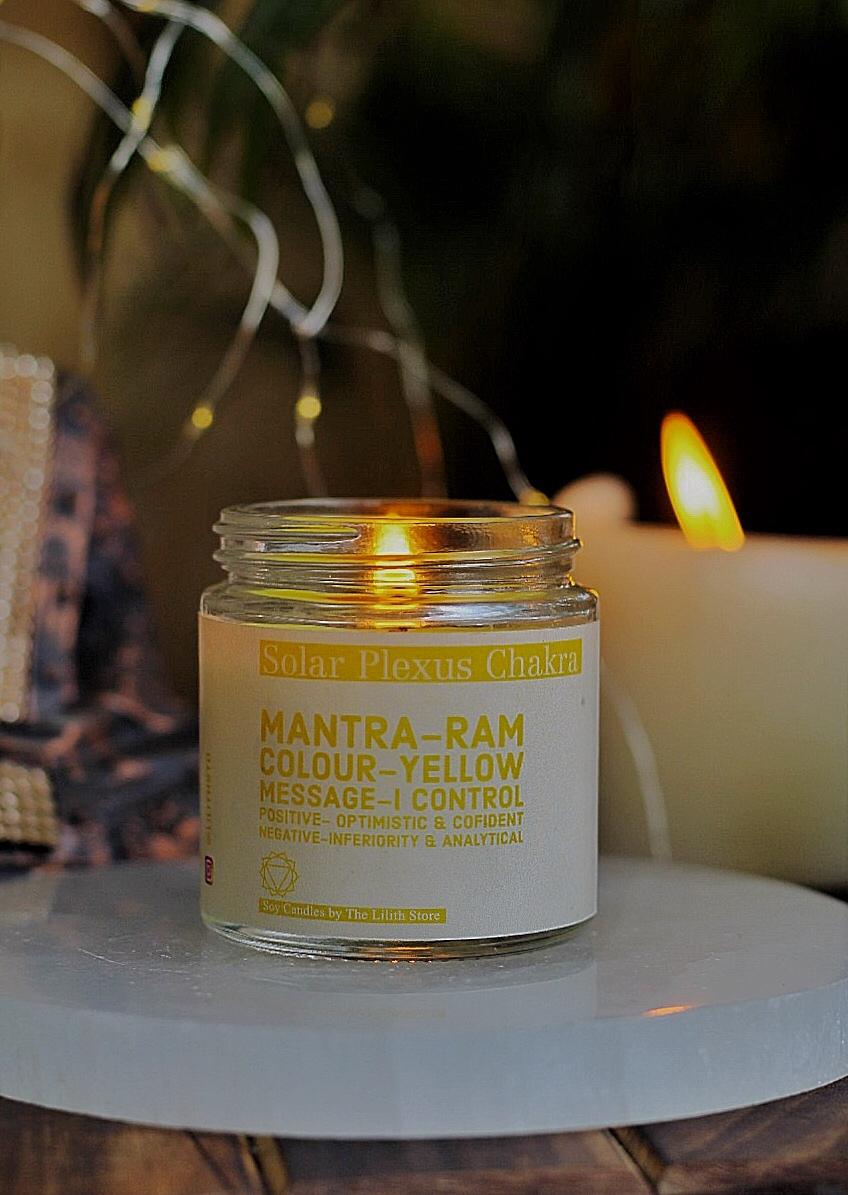 Solar Plexus Chakra
MANTRA–RAM
COLOUR–YELLOW
MESSAGE–I CONTROL
POSITIVE– OPTIMISTIC & COFIDENT
NEGATIVE–INFERIORITY & ANALYTICAL
Soy Candles by The Lilith Store